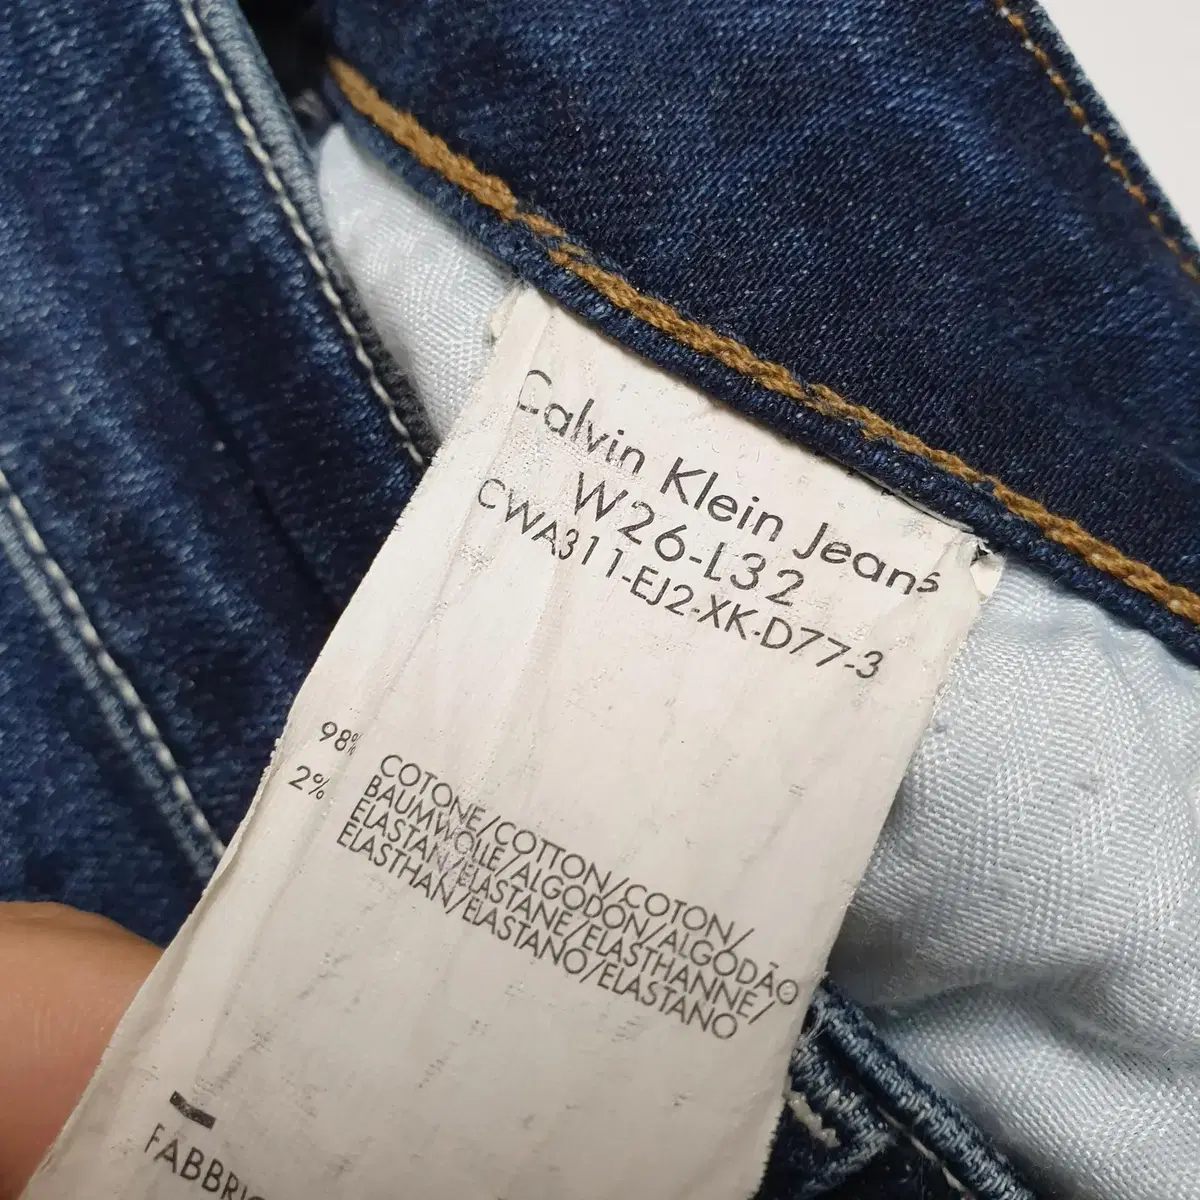 Calvin Klein Jeans
W26-L32
CWA311-EJ2-XK-D77-3
98% COTONE/COTTON/COTON/
BAUMWOLLE/ALGODÓN/ALGODÃO
2% ELASTAN/ELASTANE/ELASTHANNE/
ELASTHAN/ELASTANO/ELASTANO